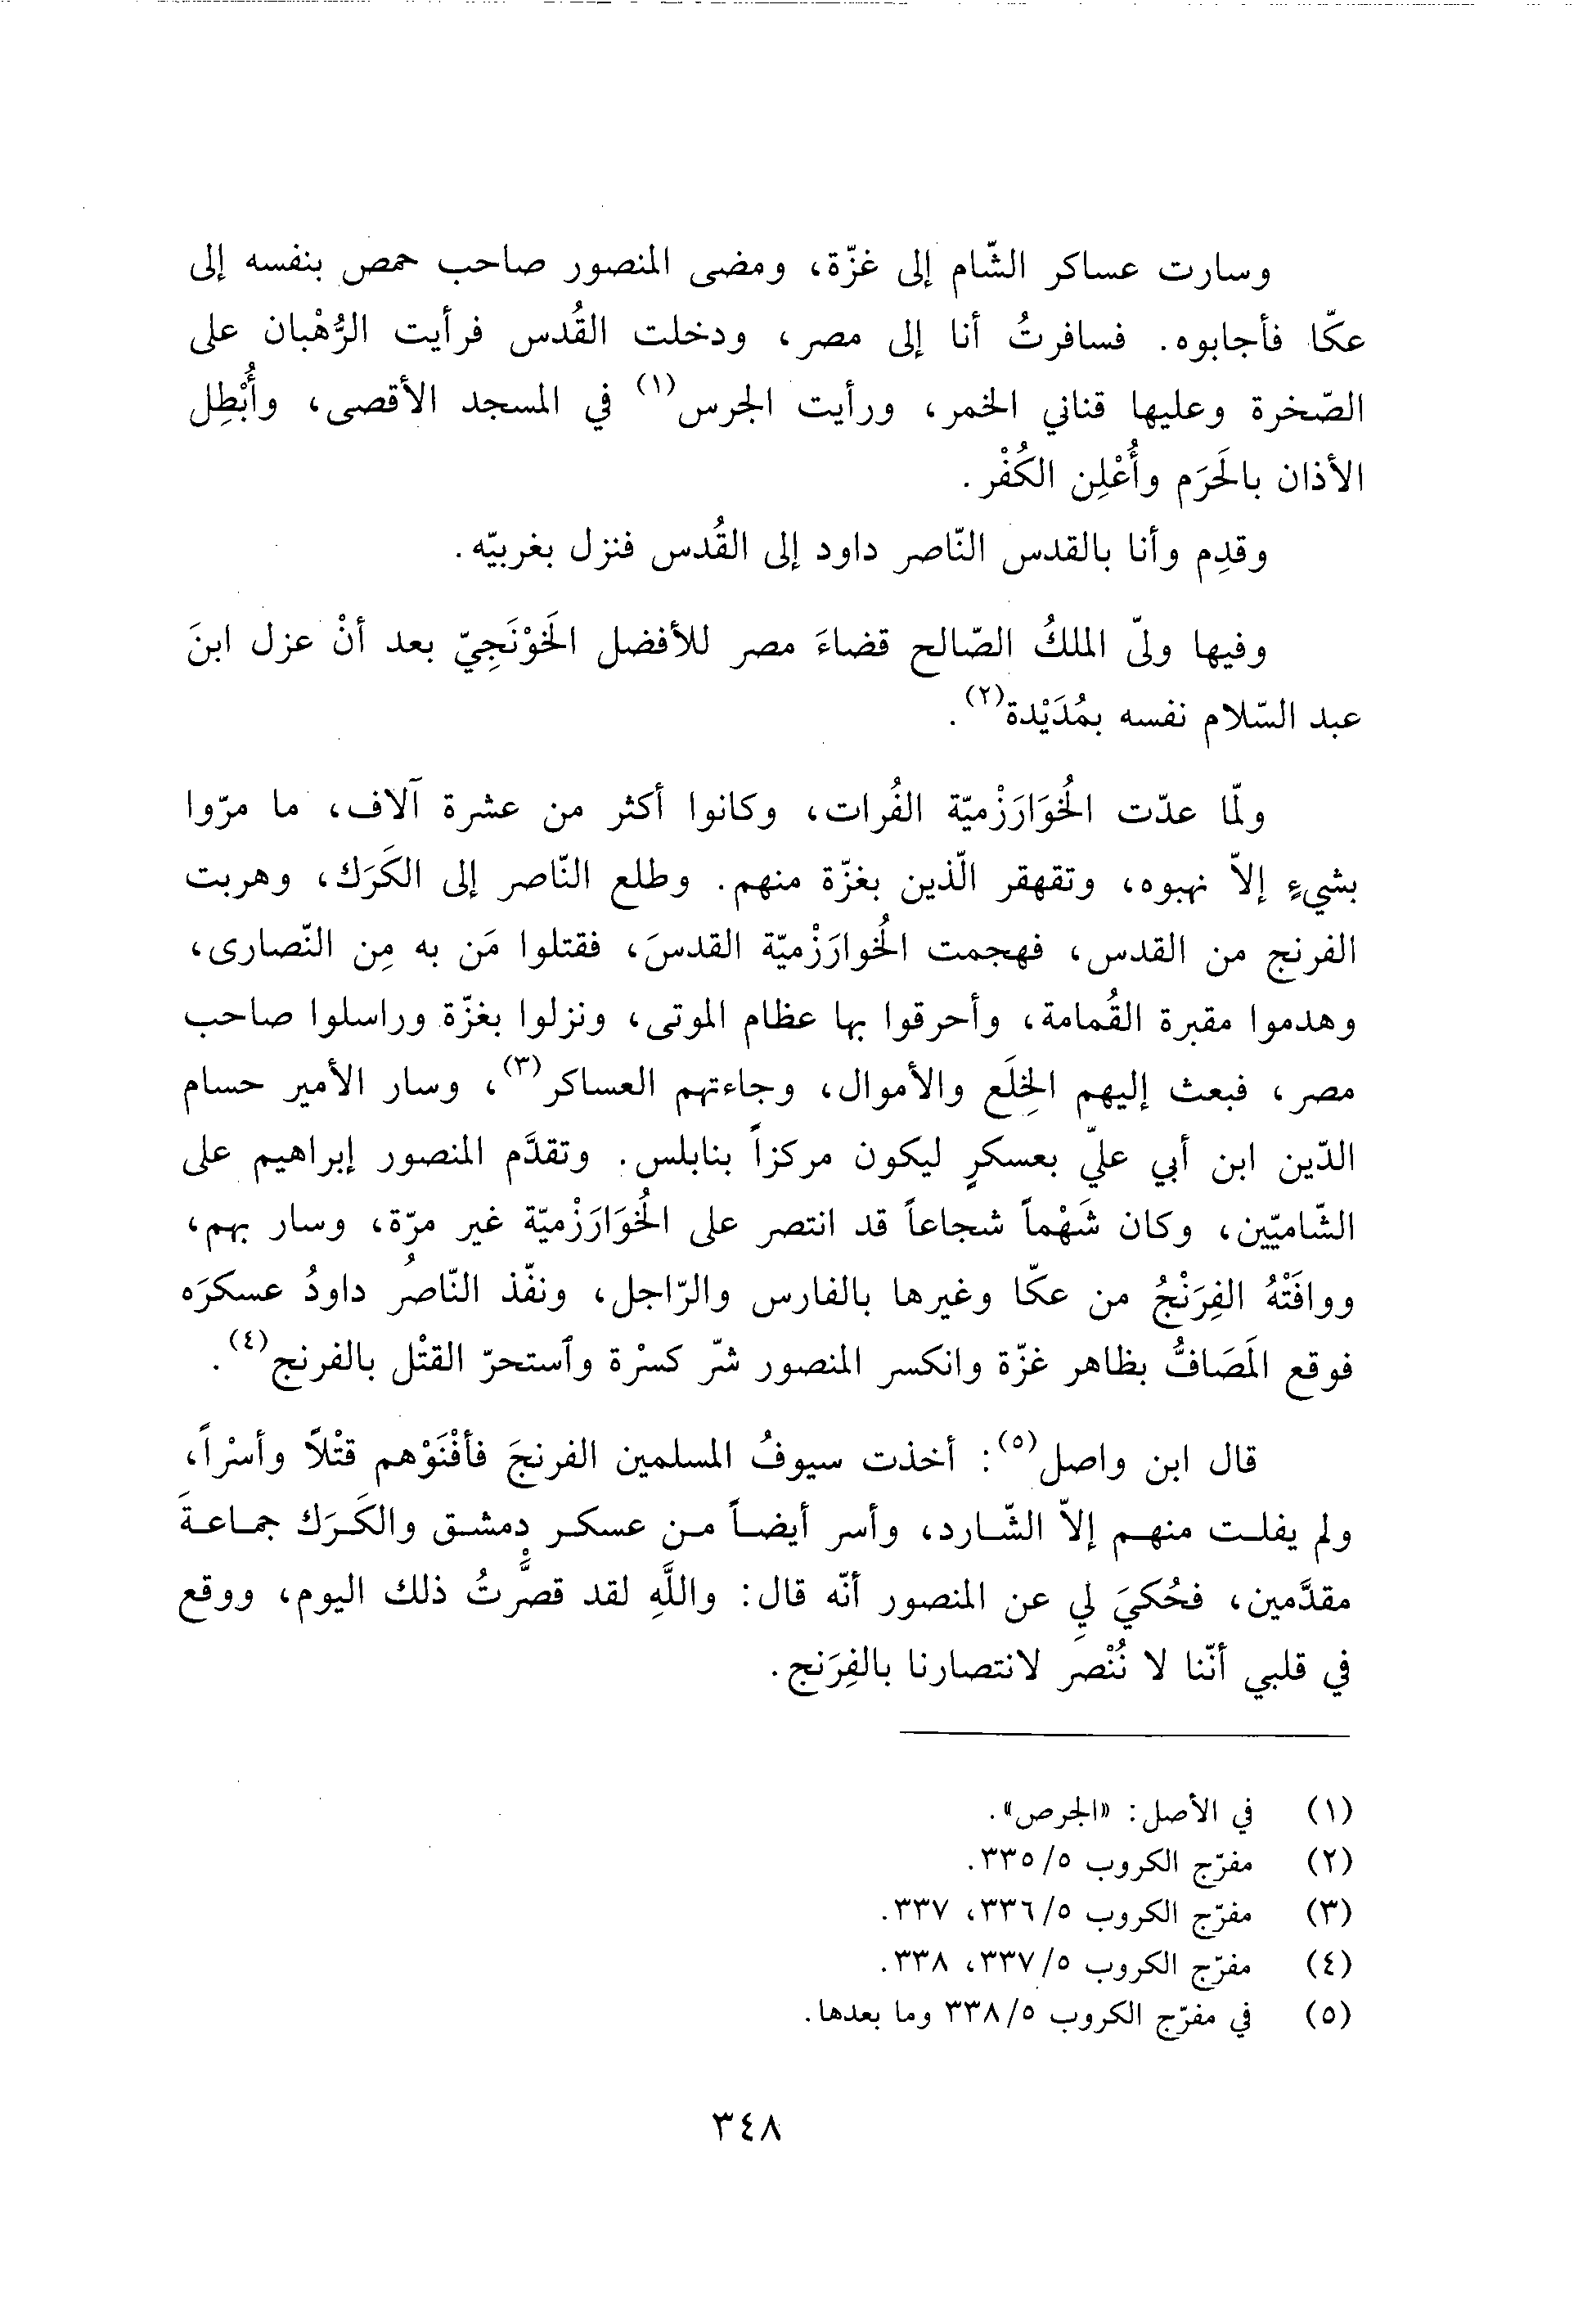 وسارت عساكر الشّام إلى غزّة، ومضى المنصور صاحب حمص بنفسه إلى
عكّا فأجابوه. فسافرتُ أنا إلى مصر، ودخلت القُدس فرأيت الرُّهْبان على
الصّخرة وعليها قناني الخمر، ورأيت الجرس(١) في المسجد الأقصى، وأُبْطِل
الأذان بالحَرَم وأُعْلِن الكُفْر.
وقدِم وأنا بالقدس النّاصر داود إلى القُدس فنزل بغربيّه.
وفيها ولّى الملكُ الصّالح قضاءَ مصر للأفضل الخَوْنَجِيّ بعد أنْ عزل ابنَ
عبد السّلام نفسه بمُدَيْدة(٢).
ولمّا عدّت الخُوَارَزْميّة الفُرات، وكانوا أكثر من عشرة آلاف، ما مرّوا
بشيءٍ إلاّ نهبوه، وتقهقر الّذين بغزّة منهم. وطلع النّاصر إلى الكَرَك، وهربت
الفرنج من القدس، فهجمت الخُوارَزْميّة القدسَ، فقتلوا مَن به مِن النّصارى،
وهدموا مقبرة القُمامة، وأحرقوا بها عظام الموتى، ونزلوا بغزّة وراسلوا صاحب
مصر، فبعث إليهم الخِلَع والأموال، وجاءتهم العساكر(٣)، وسار الأمير حسام
الدّين ابن أبي عليّ بعسكرٍ ليكون مركزاً بنابلس. وتقدَّم المنصور إبراهيم على
الشّاميّين، وكان شَهْماً شجاعاً قد انتصر على الخُوَارَزْميّة غير مرّة، وسار بهم،
ووافَتْهُ الفِرَنْجُ من عكّا وغيرها بالفارس والرّاجل، ونفّذ النّاصرُ داودُ عسكرَه
فوقع المَصَافُّ بظاهر غزّة وانكسر المنصور شرّ كسْرة وٱستحرّ القتْل بالفرنج(٤).
قال ابن واصل(٥): أخذت سيوفُ المسلمين الفرنجَ فأفْنَوْهم قتْلاً وأسْراً،
ولم يفلت منهم إلاّ الشّارد، وأسر أيضاً من عسكر دمشق والكَرَك جماعةَ
مقدَّمين، فحُكيَ لي عن المنصور أنّه قال: واللَّهِ لقد قصَّرْتُ ذلك اليوم، ووقع
في قلبي أنّنا لا نُنْصر لانتصارنا بالفِرَنج.
(١) في الأصل: «الجرص».
(٢) مفرّج الكروب ٥/ ٣٣٥.
(٣) مفرّج الكروب ٥/ ٣٣٦، ٣٣٧.
(٤) مفرّج الكروب ٥/ ٣٣٧، ٣٣٨.
(٥) في مفرّج الكروب ٥/ ٣٣٨ وما بعدها.
٣٤٨